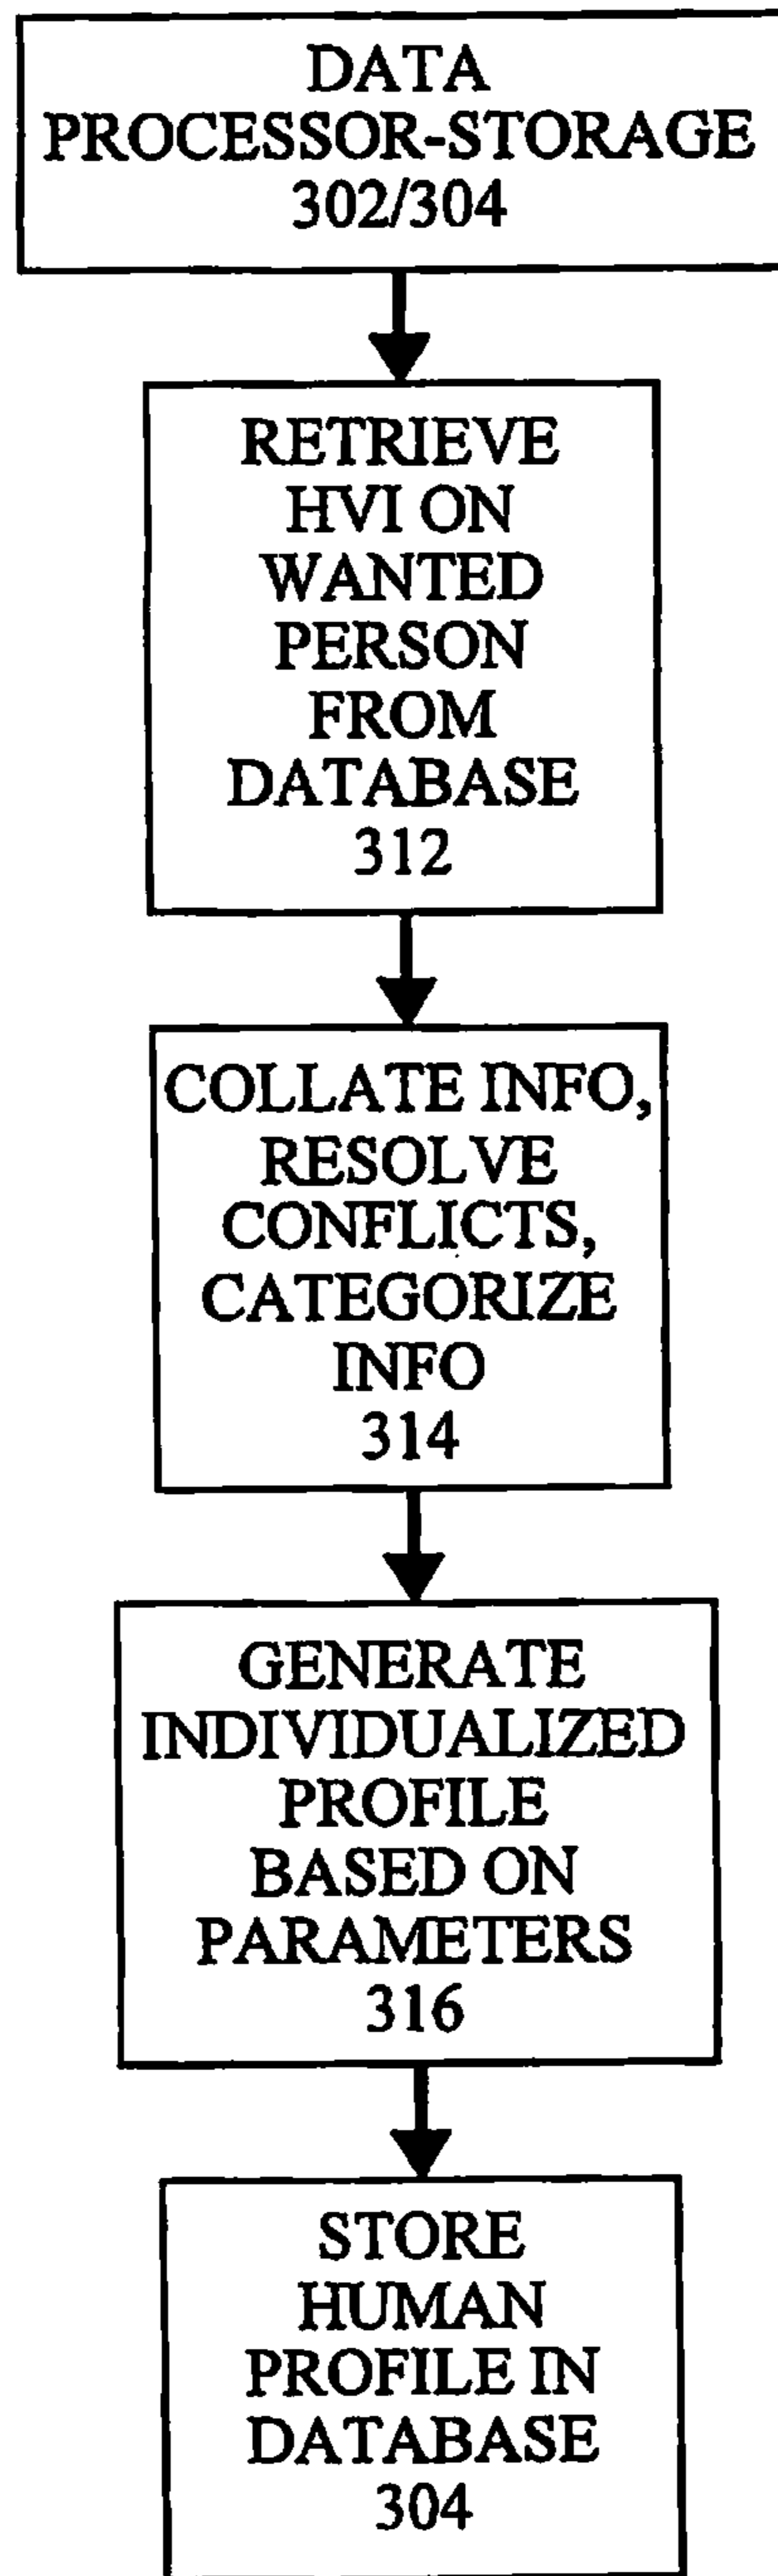 DATA
PROCESSOR-STORAGE
302/304
RETRIEVE
HVI ON
WANTED
PERSON
FROM
DATABASE
312
COLLATE INFO,
RESOLVE
CONFLICTS,
CATEGORIZE
INFO
314
GENERATE
INDIVIDUALIZED
PROFILE
BASED ON
PARAMETERS
316
STORE
HUMAN
PROFILE IN
DATABASE
304